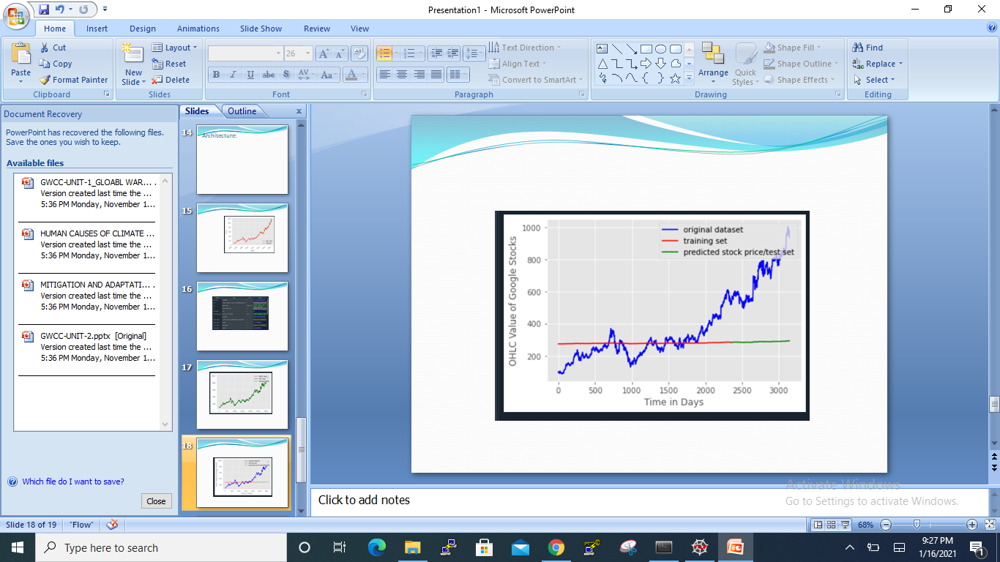 Presentation1 - Microsoft PowerPoint
Home Insert Design Animations Slide Show Review View
Paste
Cut
Copy
Format Painter
Clipboard
New Slide
Layout
Reset
Delete
Slides
26
B I U abc S AV Aa A
Font
Text Direction
Align Text
Convert to SmartArt
Paragraph
Arrange
Quick Styles
Shape Fill
Shape Outline
Shape Effects
Drawing
Find
Replace
Select
Editing
Document Recovery
PowerPoint has recovered the following files.
Save the ones you wish to keep.
Available files
GWCC-UNIT-1_GLOABL WAR...
Version created last time the ...
5:36 PM Monday, November 1...
HUMAN CAUSES OF CLIMATE ...
Version created last time the ...
5:36 PM Monday, November 1...
MITIGATION AND ADAPTATI...
Version created last time the ...
5:36 PM Monday, November 1...
GWCC-UNIT-2.pptx [Original]
Version created last time the ...
5:36 PM Monday, November 1...
Which file do I want to save?
Close
Slides Outline
14
Architecture:
15
16
17
18
original dataset
training set
predicted stock price/test set
OHLC Value of Google Stocks
1000
800
600
400
200
0 500 1000 1500 2000 2500 3000
Time in Days
Click to add notes
Activate Windows
Go to Settings to activate Windows.
Slide 18 of 19 "Flow" 68%
Type here to search
9:27 PM
1/16/2021
1